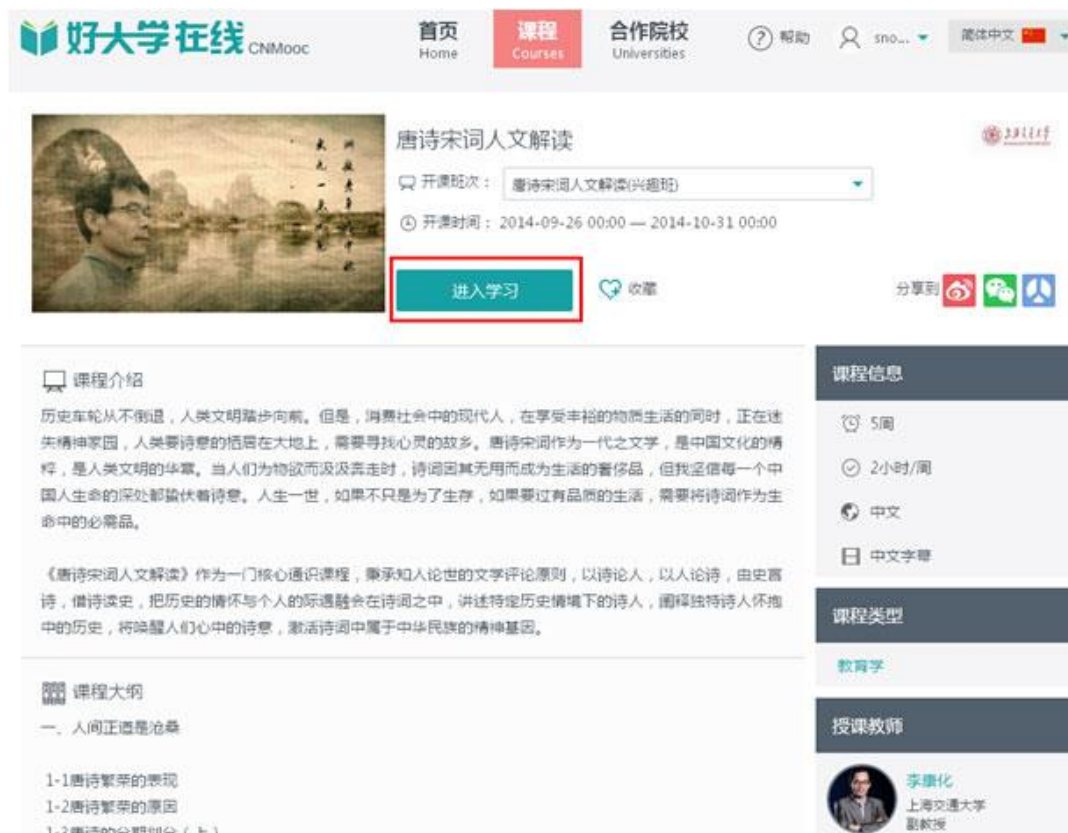 好大学在线 CNMooc
首页
Home
课程
Courses
合作院校
Universities
帮助
sno...
简体中文
唐诗宋词人文解读
开课班次：
唐诗宋词人文解读(兴趣班)
开课时间： 2014-09-26 00:00 — 2014-10-31 00:00
进入学习
收藏
分享到
课程介绍
历史车轮从不倒退，人类文明踏步向前。但是，消费社会中的现代人，在享受丰裕的物质生活的同时，正在迷
失精神家园，人类要诗意的栖居在大地上，需要寻找心灵的故乡。唐诗宋词作为一代之文学，是中国文化的精
粹，是人类文明的华章。当人们为物欲而汲汲奔走时，诗词因其无用而成为生活的奢侈品，但我坚信每一个中
国人生命的深处都蛰伏着诗意。人生一世，如果不只是为了生存，如果要过有品质的生活，需要将诗词作为生
命中的必需品。
《唐诗宋词人文解读》作为一门核心通识课程，秉承知人论世的文学评论原则，以诗论人，以人论诗，由史言
诗，借诗读史，把历史的情怀与个人的际遇融会在诗词之中，讲述特定历史情境下的诗人，阐释独特诗人怀抱
中的历史，将唤醒人们心中的诗意，激活诗词中属于中华民族的精神基因。
课程大纲
一、人间正道是沧桑
1-1唐诗繁荣的表现
1-2唐诗繁荣的原因
1-3唐诗的分期划分（上）
课程信息
5周
2小时/周
中文
中文字幕
课程类型
教育学
授课教师
李康化
上海交通大学
副教授